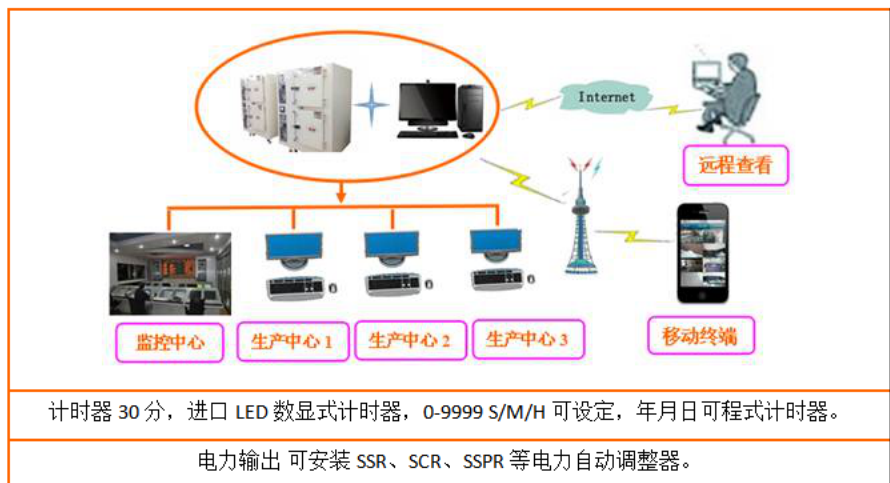 Internet
远程查看
监控中心
生产中心 1
生产中心 2
生产中心 3
移动终端
计时器 30 分，进口 LED 数显式计时器，0-9999 S/M/H 可设定，年月日可程式计时器。
电力输出 可安装 SSR、SCR、SSPR 等电力自动调整器。